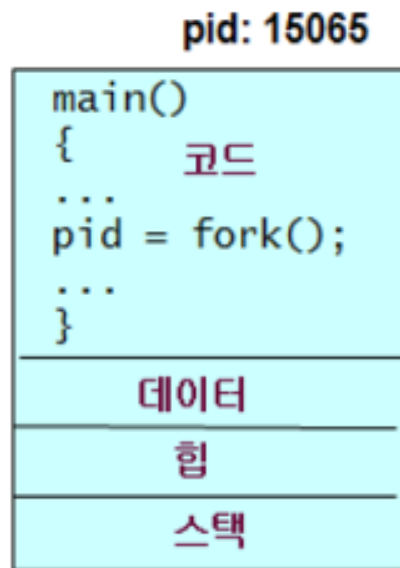 pid: 15065
main()
{
코드
...
pid = fork();
...
}
데이터
힙
스택